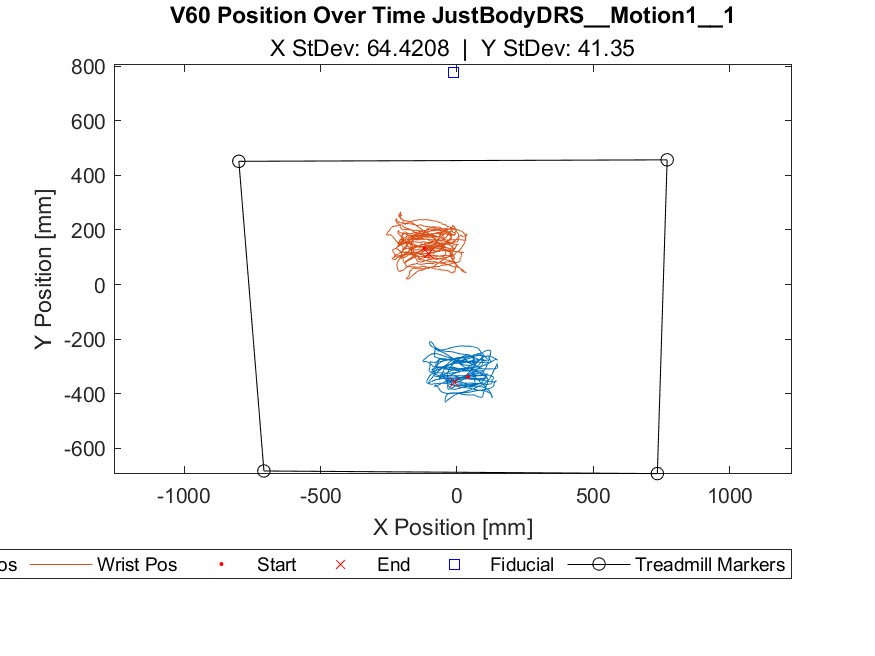 V60 Position Over Time JustBodyDRS__Motion1__1
X StDev: 64.4208 | Y StDev: 41.35
800
600
400
200
0
-200
-400
-600
Y Position [mm]
-1000 -500 0 500 1000
X Position [mm]
os Wrist Pos Start End Fiducial Treadmill Markers